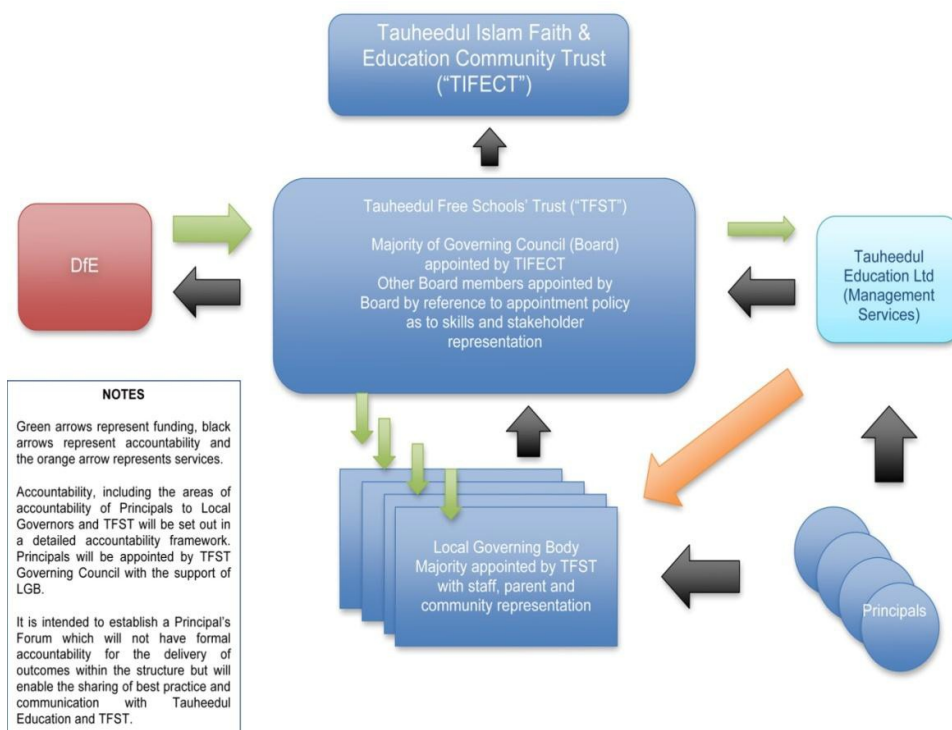 Tauheedul Islam Faith &
Education Community Trust
(“TIFECT”)
Tauheedul Free Schools’ Trust (“TFST”)
Majority of Governing Council (Board)
appointed by TIFECT
Other Board members appointed by
Board by reference to appointment policy
as to skills and stakeholder
representation
DfE
Tauheedul
Education Ltd
(Management
Services)
NOTES
Green arrows represent funding, black
arrows represent accountability and
the orange arrow represents services.
Accountability, including the areas of
accountability of Principals to Local
Governors and TFST will be set out in
a detailed accountability framework.
Principals will be appointed by TFST
Governing Council with the support of
LGB.
It is intended to establish a Principal’s
Forum which will not have formal
accountability for the delivery of
outcomes within the structure but will
enable the sharing of best practice and
communication with Tauheedul
Education and TFST.
Local Governing Body
Majority appointed by TFST
with staff, parent and
community representation
Principals